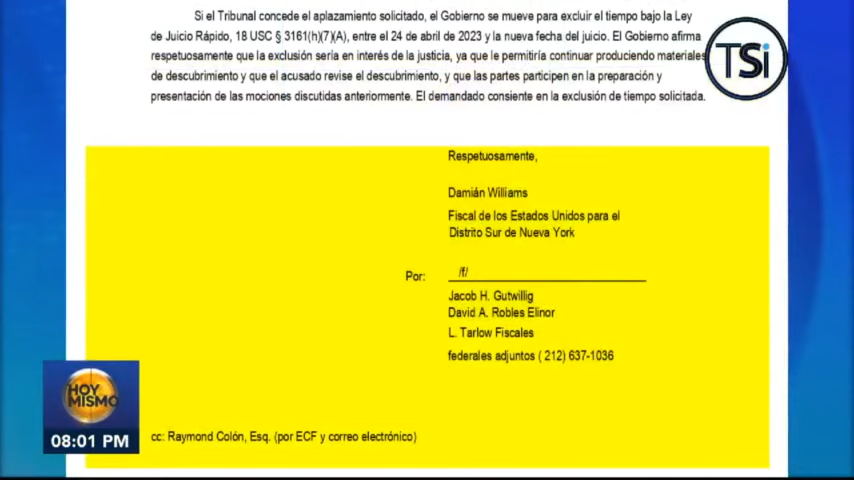 Si el Tribunal concede el aplazamiento solicitado, el Gobierno se mueve para excluir el tiempo bajo la Ley
de Juicio Rápido, 18 USC § 3161(h)(7)(A), entre el 24 de abril de 2023 y la nueva fecha del juicio. El Gobierno afirma
respetuosamente que la exclusión sería en interés de la justicia, ya que le permitiría continuar produciendo materiales
de descubrimiento y que el acusado revise el descubrimiento, y que las partes participen en la preparación y
presentación de las mociones discutidas anteriormente. El demandado consiente en la exclusión de tiempo solicitada.
TSi
Respetuosamente,
Damián Williams
Fiscal de los Estados Unidos para el
Distrito Sur de Nueva York
Por: /f/
Jacob H. Gutwillig
David A. Robles Elinor
L. Tarlow Fiscales
federales adjuntos ( 212) 637-1036
HOY
MISMO
08:01 PM
cc: Raymond Colón, Esq. (por ECF y correo electrónico)